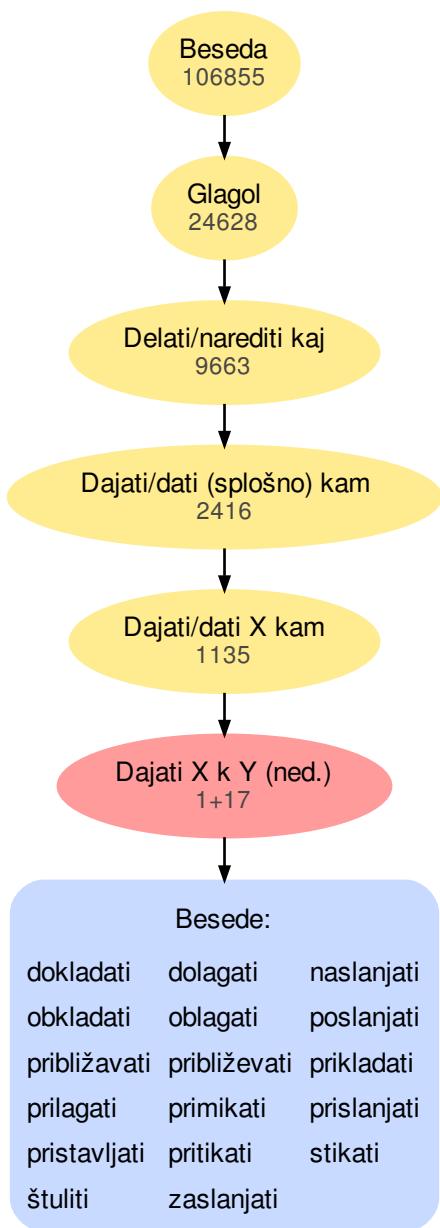 Beseda
106855
Glagol
24628
Delati/narediti kaj
9663
Dajati/dati (splošno) kam
2416
Dajati/dati X kam
1135
Dajati X k Y (ned.)
1+17
Besede:
dokladati dolagati naslanjati
obkladati oblagati poslanjati
približavati približevati prikladati
prilagati primikati prislanjati
pristavljati pritikati stikati
štuliti zaslanjati